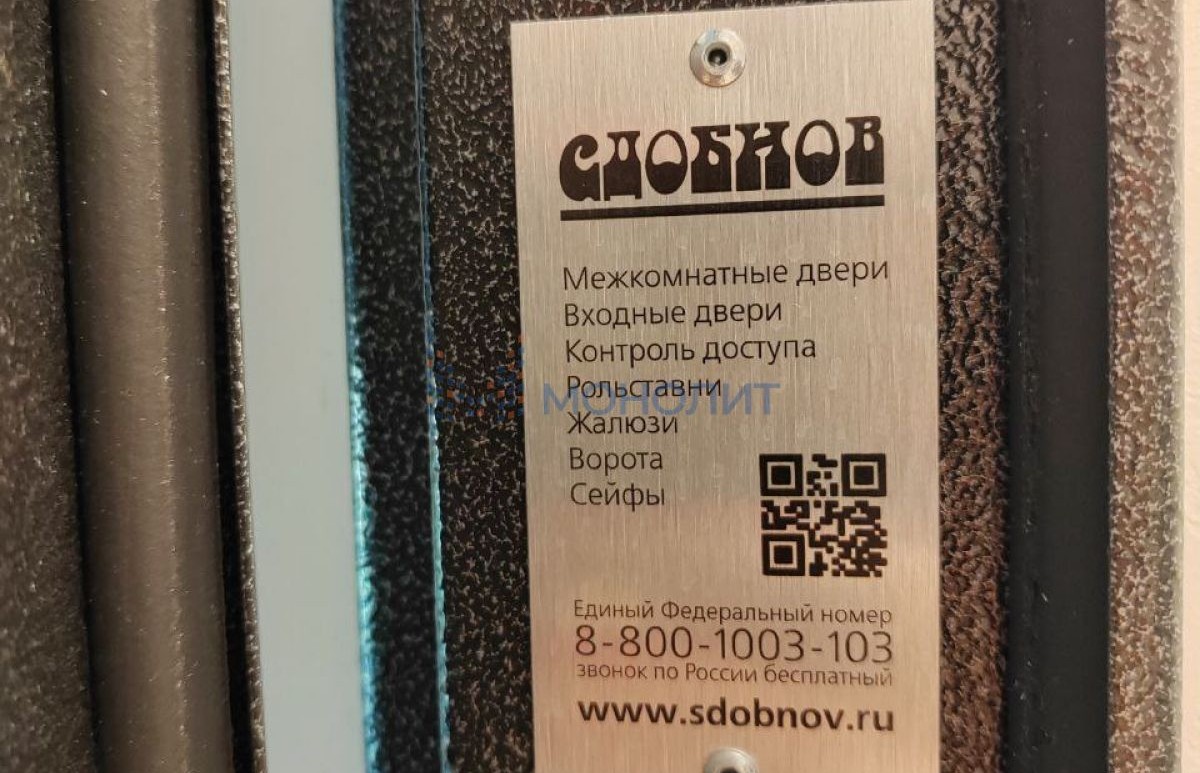 СДОБНОВ
Межкомнатные двери
Входные двери
Контроль доступа
Рольставни
МОНОЛИТ
Жалюзи
Ворота
Сейфы
Единый Федеральный номер
8-800-1003-103
звонок по России бесплатный
www.sdobnov.ru